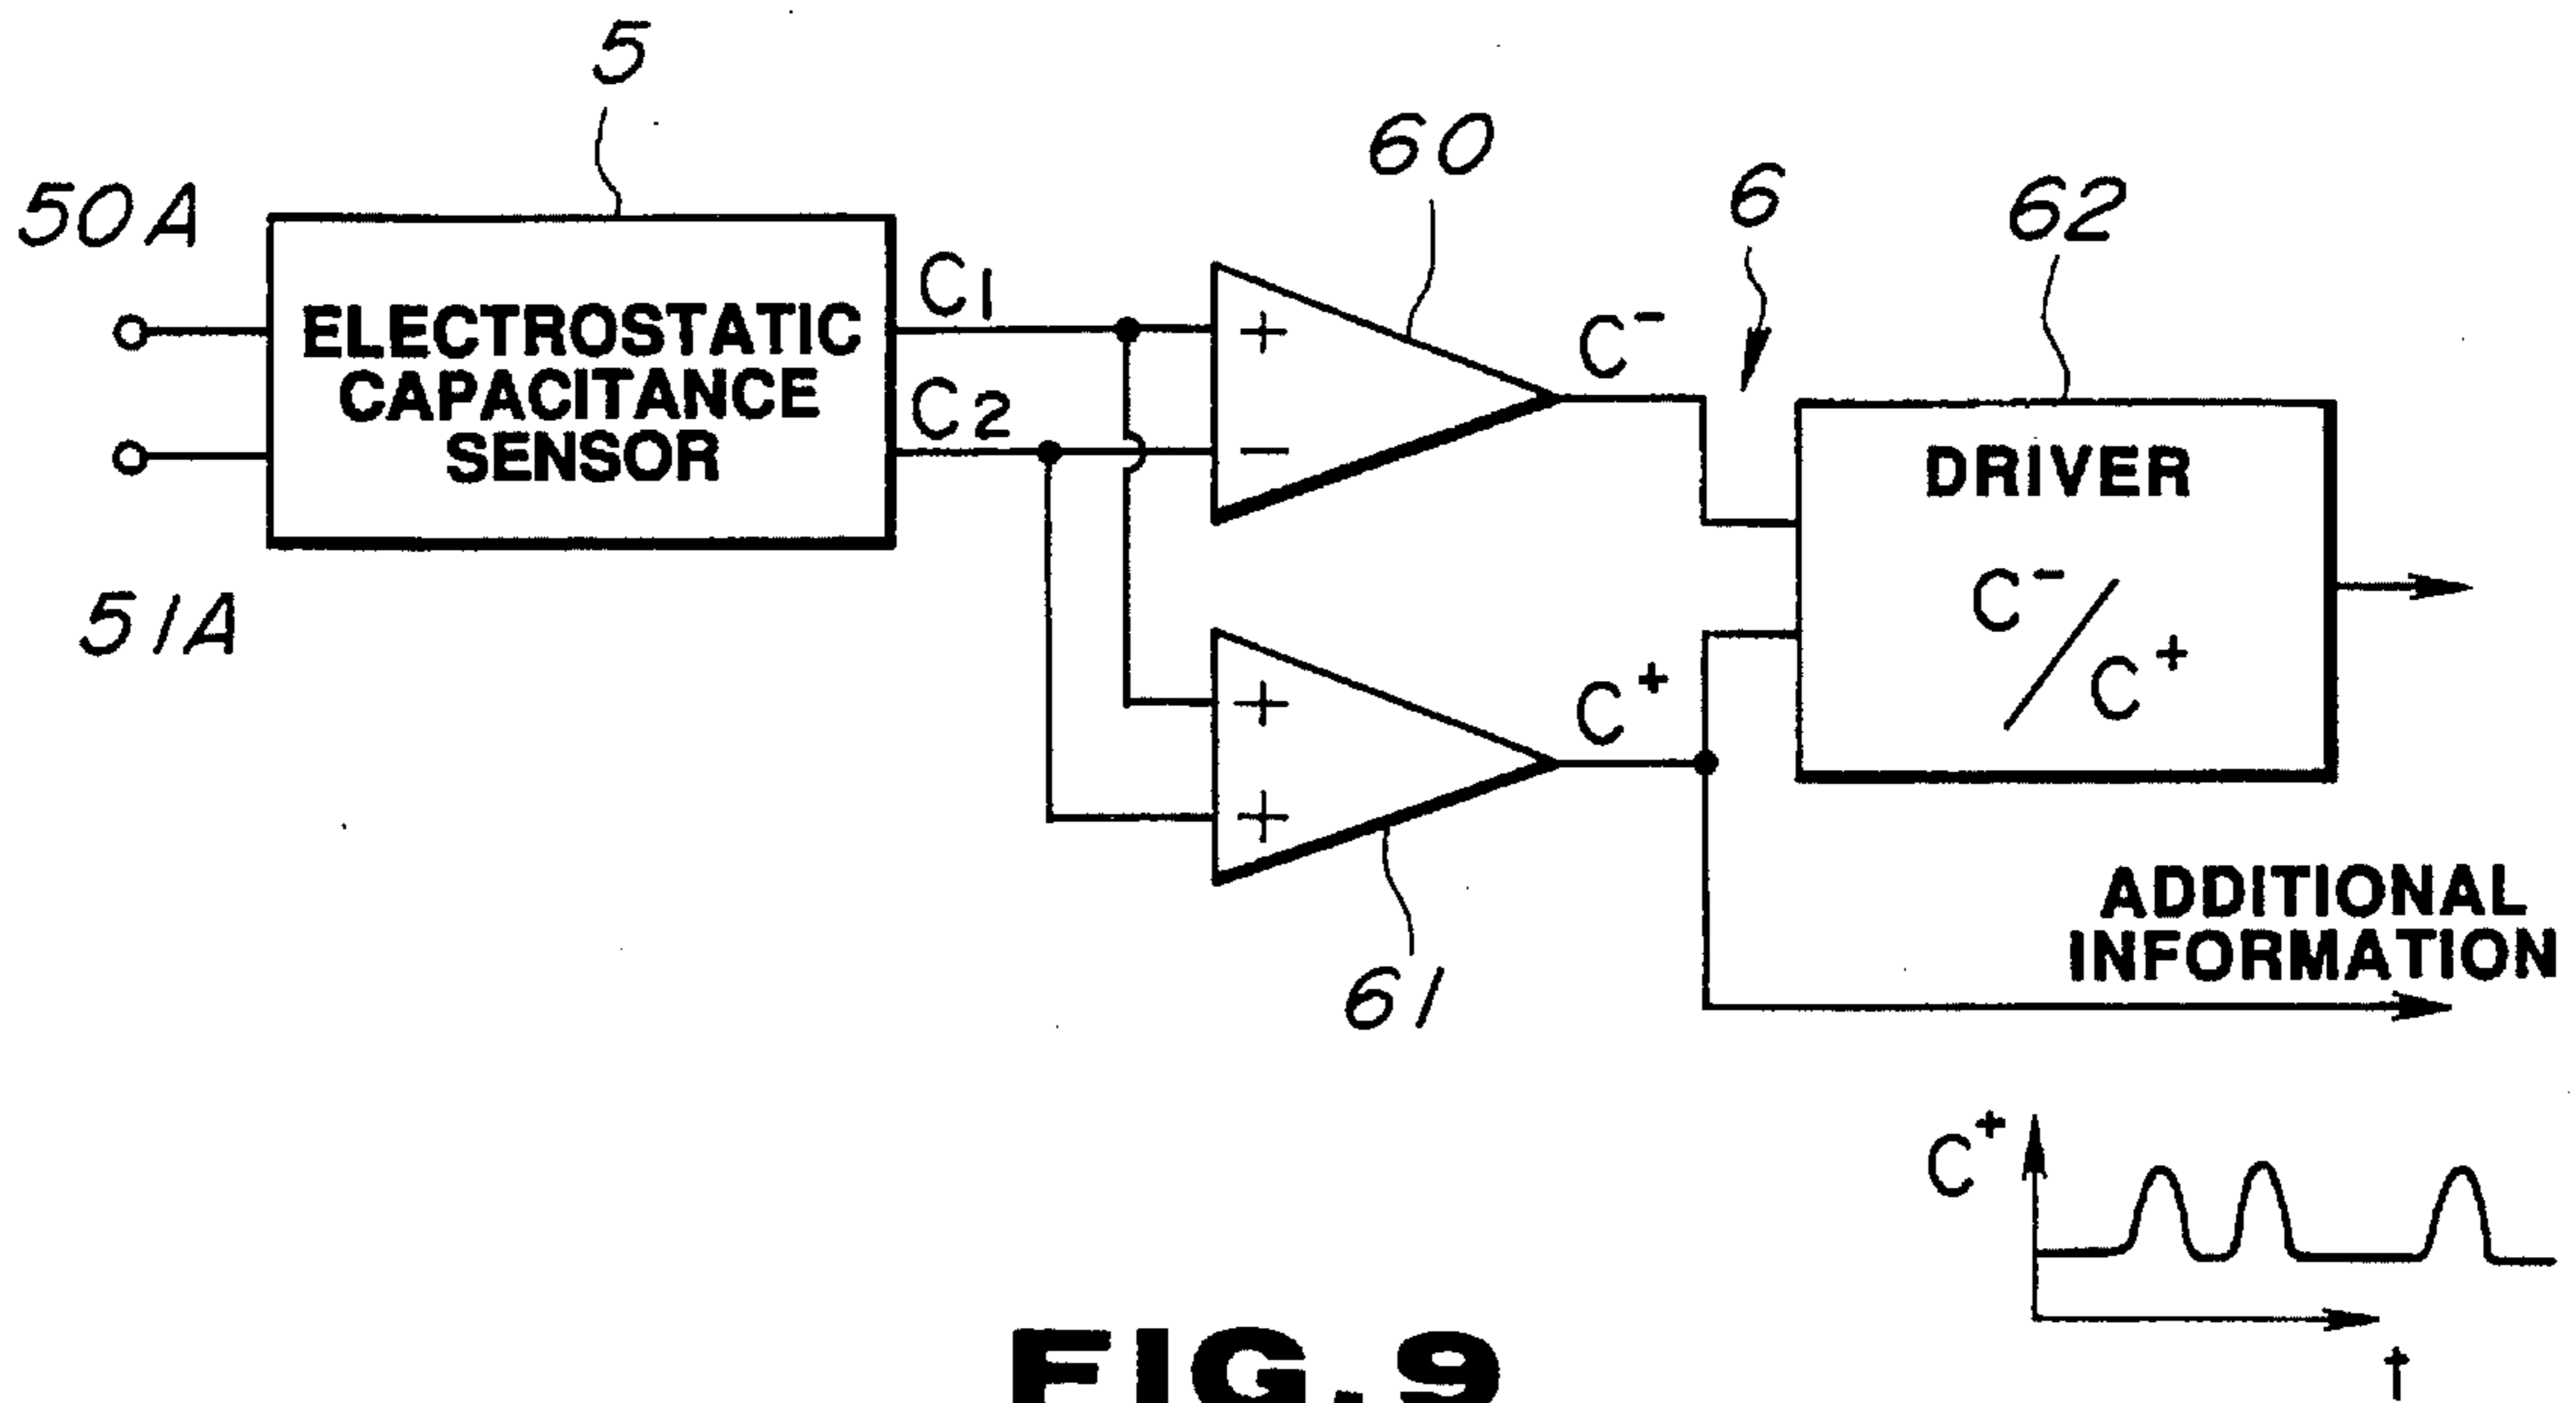 5
50A
51A
ELECTROSTATIC
CAPACITANCE
SENSOR
C1
C2
60
+
−
C⁻
6
62
DRIVER
C⁻/C⁺
+
+
C⁺
61
ADDITIONAL
INFORMATION
C⁺
t
FIG.9